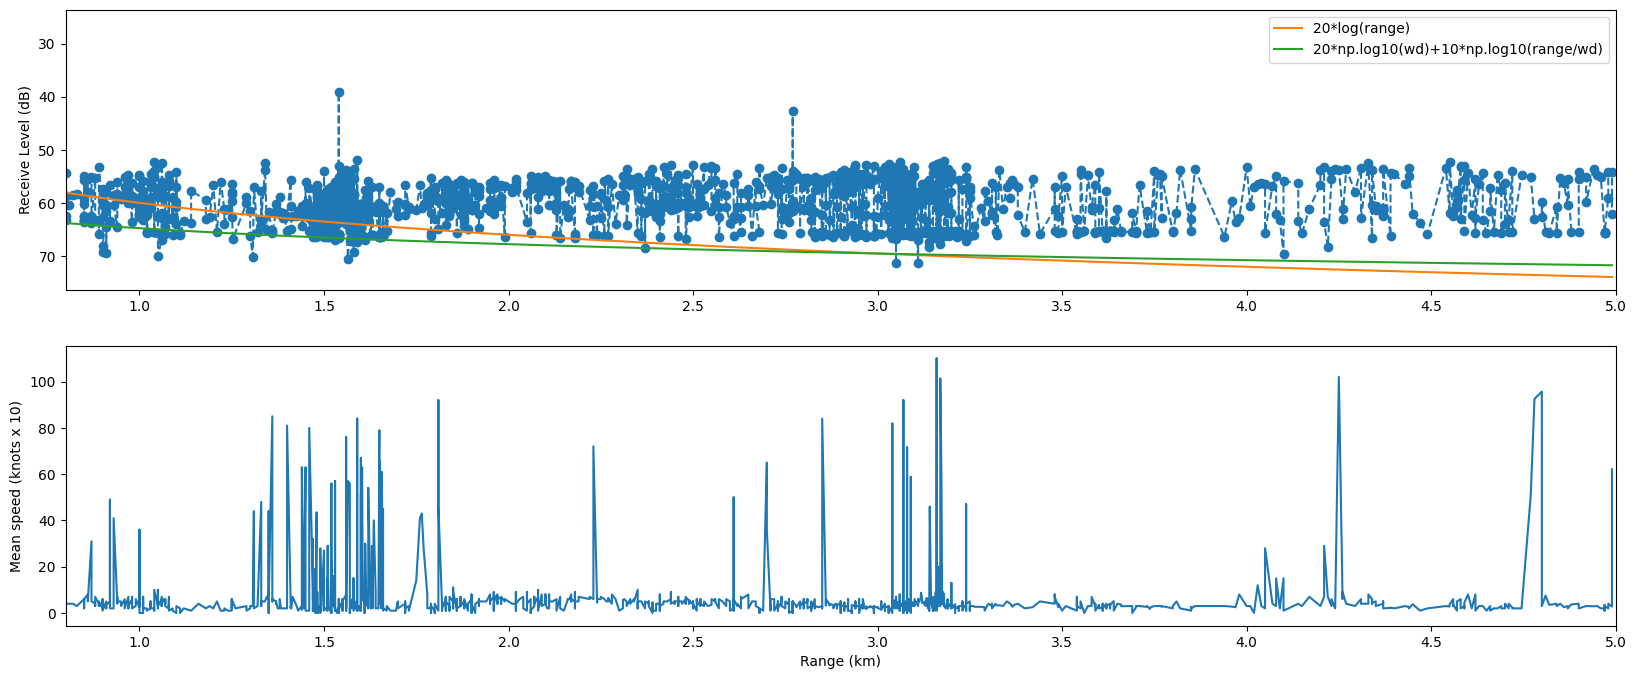 30
40
50
60
70
Receive Level (dB)
20*log(range)
20*np.log10(wd)+10*np.log10(range/wd)
1.0 1.5 2.0 2.5 3.0 3.5 4.0 4.5 5.0
100
80
60
40
20
0
Mean speed (knots x 10)
1.0 1.5 2.0 2.5 3.0 3.5 4.0 4.5 5.0
Range (km)